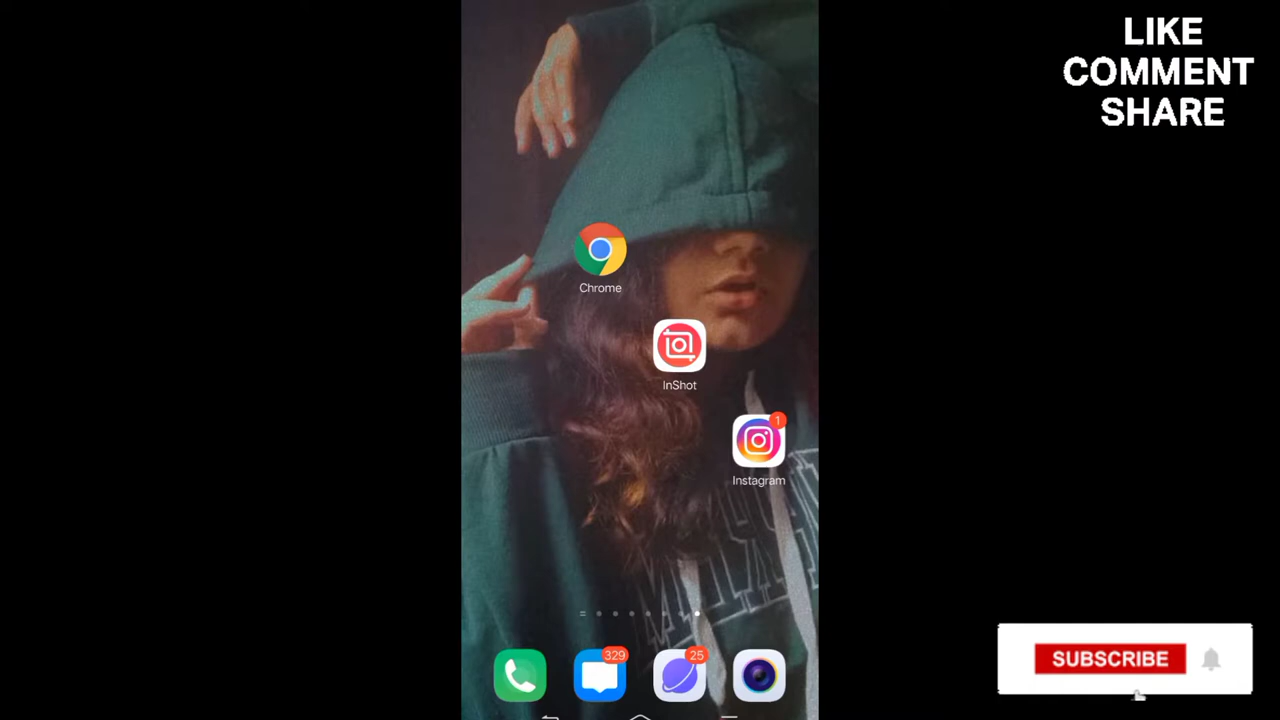 LIKE
COMMENT
SHARE
Chrome
InShot
1
Instagram
329
25
SUBSCRIBE